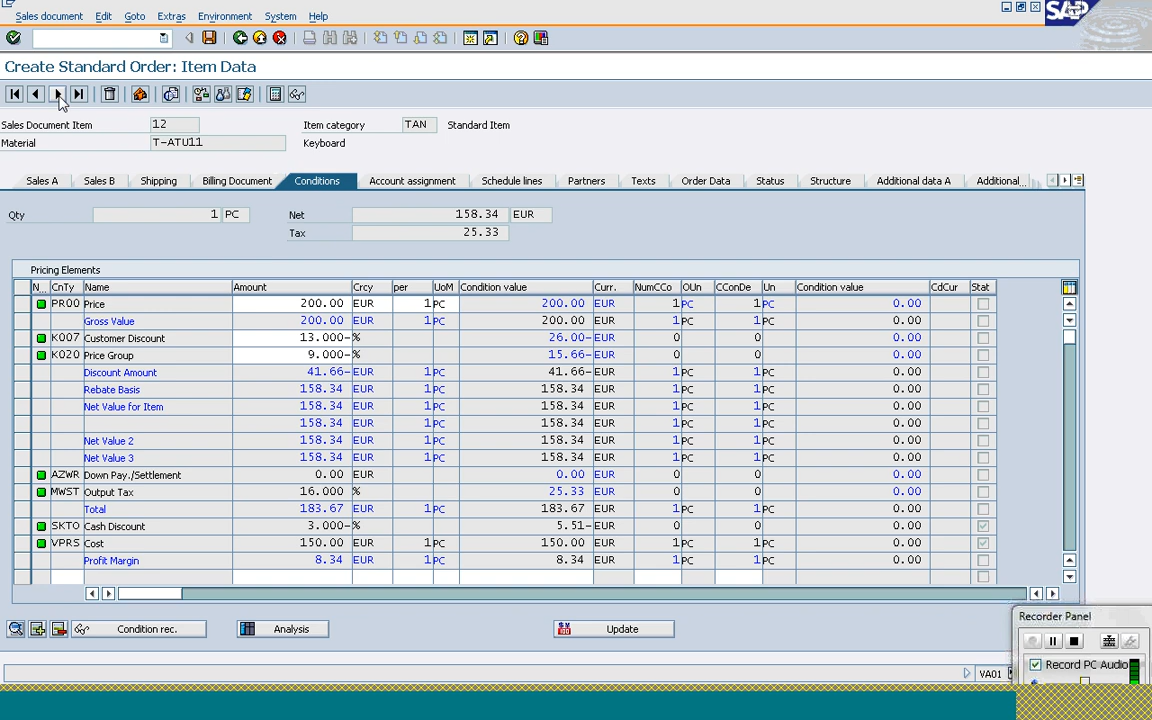 Sales document Edit Goto Extras Environment System Help
SAP
Create Standard Order: Item Data
Sales Document Item 12 Item category TAN Standard Item
Material T-ATU11 Keyboard
Sales A Sales B Shipping Billing Document Conditions Account assignment Schedule lines Partners Texts Order Data Status Structure Additional data A Additional...
Qty 1 PC Net 158.34 EUR
Tax 25.33
Pricing Elements
N... CnTy Name Amount Crcy per UoM Condition value Curr. NumCCo OUn CConDe Un Condition value CdCur Stat
PR00 Price 200.00 EUR 1 PC 200.00 EUR 1 PC 1 PC 0.00
Gross Value 200.00 EUR 1 PC 200.00 EUR 1 PC 1 PC 0.00
K007 Customer Discount 13.000- % 26.00- EUR 0 0 0.00
K020 Price Group 9.000- % 15.66- EUR 0 0 0.00
Discount Amount 41.66- EUR 1 PC 41.66- EUR 1 PC 1 PC 0.00
Rebate Basis 158.34 EUR 1 PC 158.34 EUR 1 PC 1 PC 0.00
Net Value for Item 158.34 EUR 1 PC 158.34 EUR 1 PC 1 PC 0.00
158.34 EUR 1 PC 158.34 EUR 1 PC 1 PC 0.00
Net Value 2 158.34 EUR 1 PC 158.34 EUR 1 PC 1 PC 0.00
Net Value 3 158.34 EUR 1 PC 158.34 EUR 1 PC 1 PC 0.00
AZWR Down Pay./Settlement 0.00 EUR 0.00 EUR 0 0 0.00
MWST Output Tax 16.000 % 25.33 EUR 0 0 0.00
Total 183.67 EUR 1 PC 183.67 EUR 1 PC 1 PC 0.00
SKTO Cash Discount 3.000- % 5.51- EUR 0 0 0.00
VPRS Cost 150.00 EUR 1 PC 150.00 EUR 1 PC 1 PC 0.00
Profit Margin 8.34 EUR 1 PC 8.34 EUR 1 PC 1 PC 0.00
Condition rec. Analysis Update
Recorder Panel
Record PC Audio
VA01